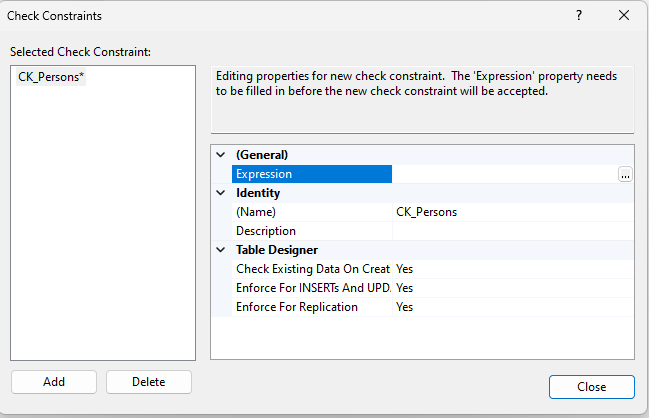 Check Constraints
?
Selected Check Constraint:
CK_Persons*
Editing properties for new check constraint.  The 'Expression' property needs
to be filled in before the new check constraint will be accepted.
(General)
Expression
...
Identity
(Name) CK_Persons
Description
Table Designer
Check Existing Data On Creat Yes
Enforce For INSERTs And UPD. Yes
Enforce For Replication Yes
Add
Delete
Close